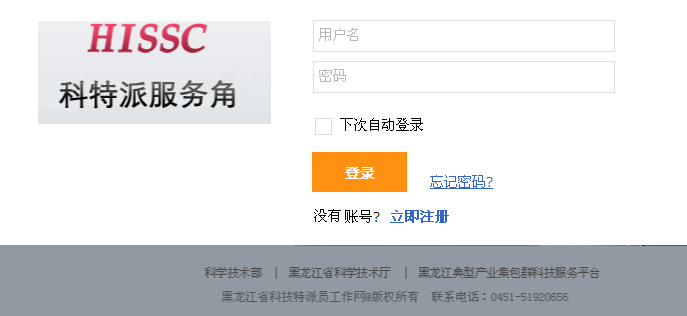 HISSC
科特派服务角
用户名
密码
下次自动登录
登录
忘记密码?
没有账号? 立即注册
科学技术部 | 黑龙江省科学技术厅 | 黑龙江典型产业集包群科技服务平台
黑龙江省科技特派员工作网@版权所有 联系电话:0451-51920656